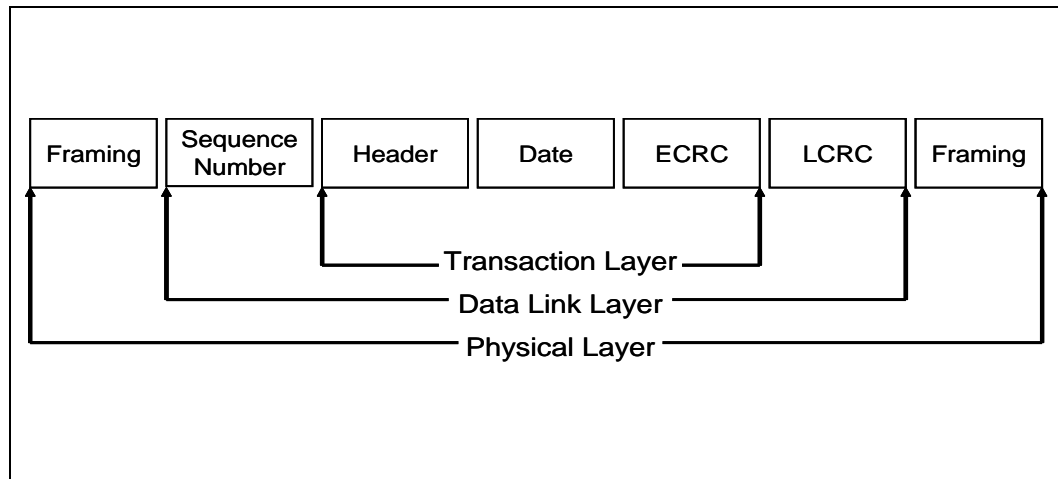 Framing
Sequence
Number
Header
Date
ECRC
LCRC
Framing
Transaction Layer
Data Link Layer
Physical Layer